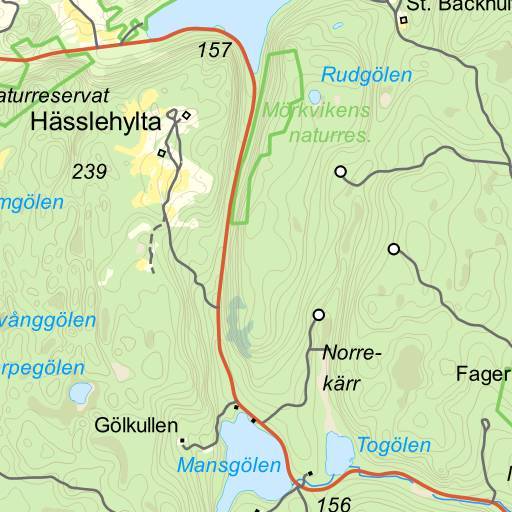 St. Backhul
157
Rudgölen
aturreservat
Mörkvikens
naturres.
Hässlehylta
239
mgölen
vånggölen
rpegölen
Norre-
kärr
Fager
Gölkullen
Mansgölen
Togölen
156